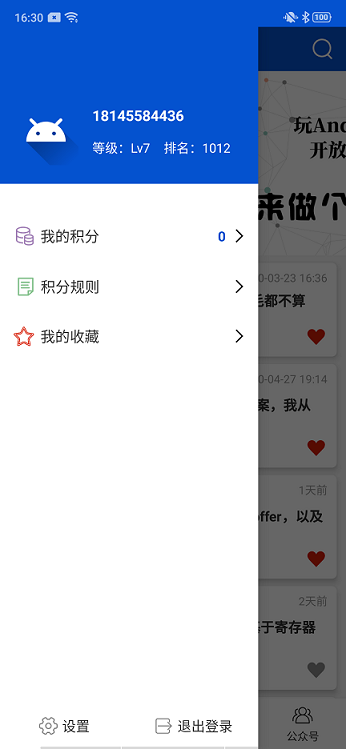 16:30
100
18145584436
等级：Lv7 排名：1012
玩And
开放
来做个
我的积分 0
积分规则
我的收藏
0-03-23 16:36
毛都不算
0-04-27 19:14
案，我从
1天前
offer，以及
2天前
基于寄存器
设置 退出登录
公众号